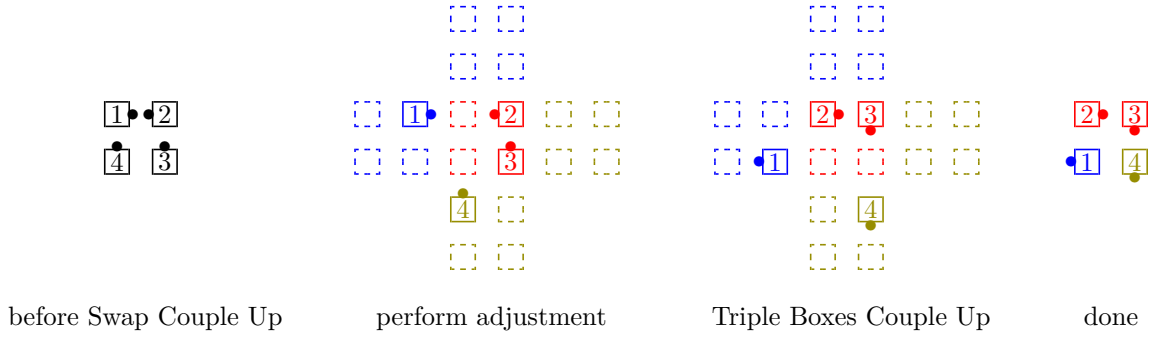 1 2 1 2 2 3 2 3
4 3 3 1 1 4
4 4
before Swap Couple Up perform adjustment Triple Boxes Couple Up done